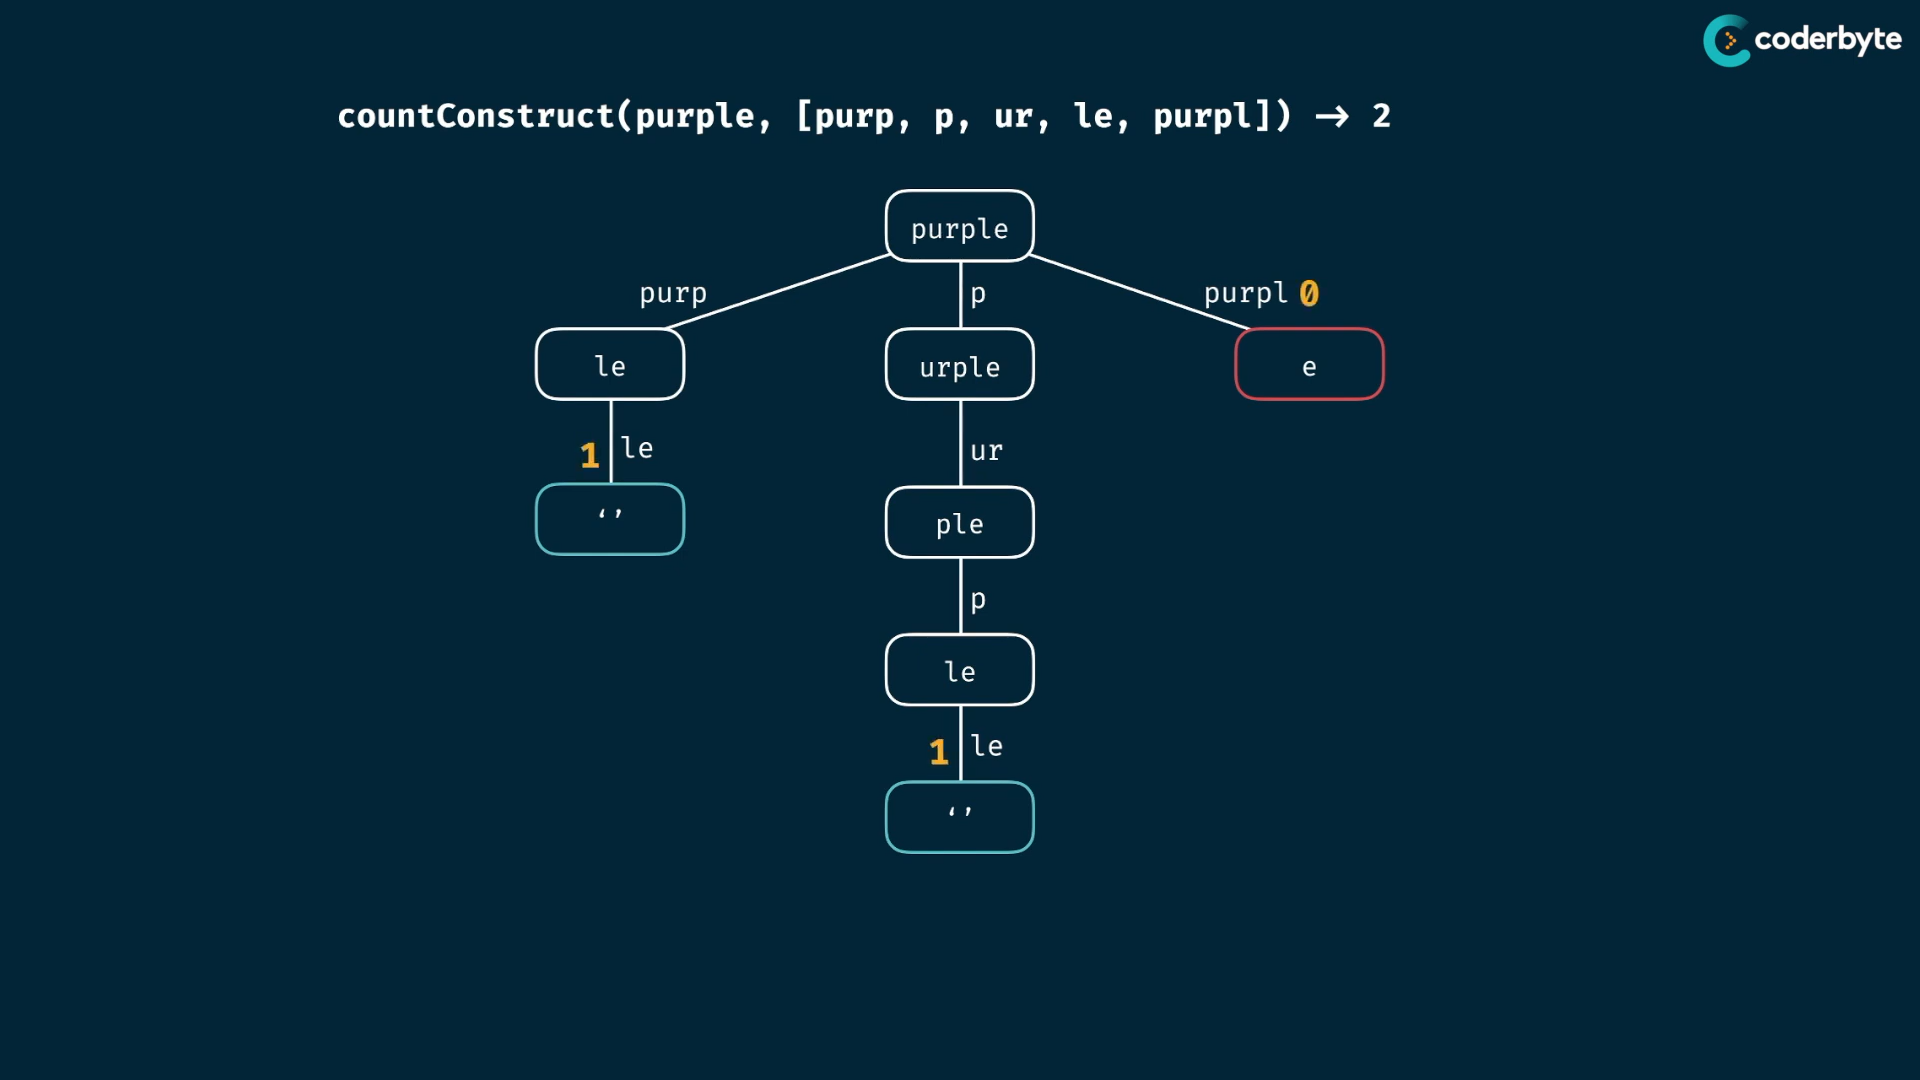 coderbyte
countConstruct(purple, [purp, p, ur, le, purpl]) → 2
purple
purp
p
purpl 0
le
urple
e
1 le
ur
‘’
ple
p
le
1 le
‘’